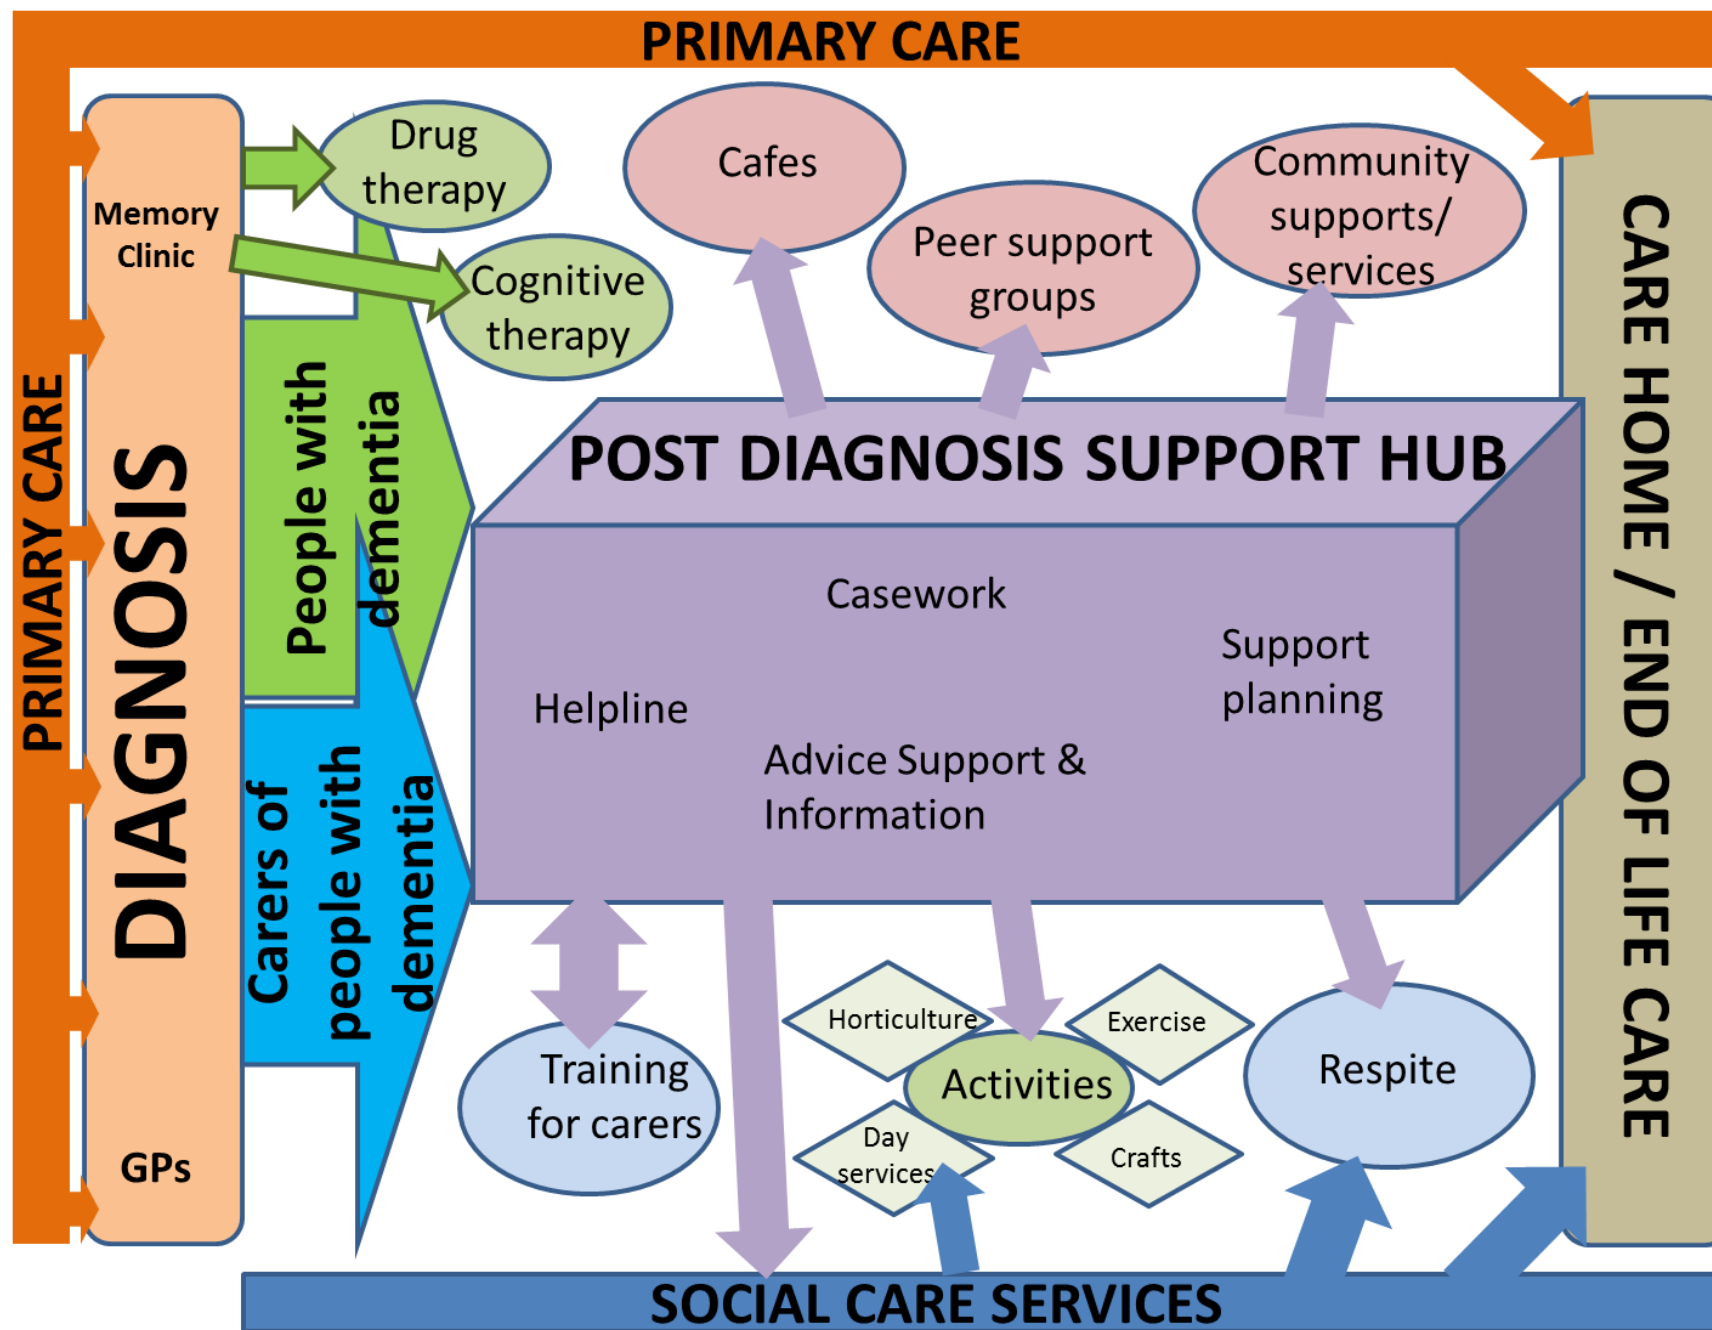 PRIMARY CARE
PRIMARY CARE
Memory
Clinic
DIAGNOSIS
GPs
Drug
therapy
Cognitive
therapy
People with
dementia
Carers of
people with
dementia
Cafes
Peer support
groups
Community
supports/
services
POST DIAGNOSIS SUPPORT HUB
Casework
Support
planning
Helpline
Advice Support &
Information
Training
for carers
Horticulture
Exercise
Activities
Day
services
Crafts
Respite
CARE HOME / END OF LIFE CARE
SOCIAL CARE SERVICES